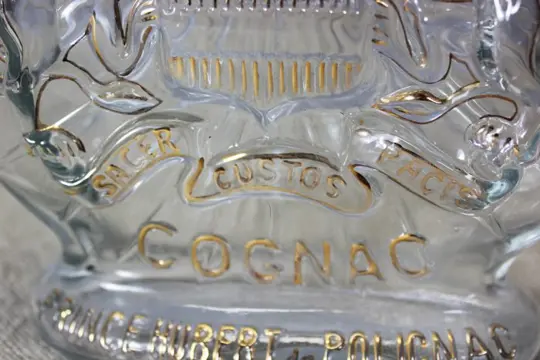 SACER CUSTOS PACIS
COGNAC
PRINCE HUBERT de POLIGNAC